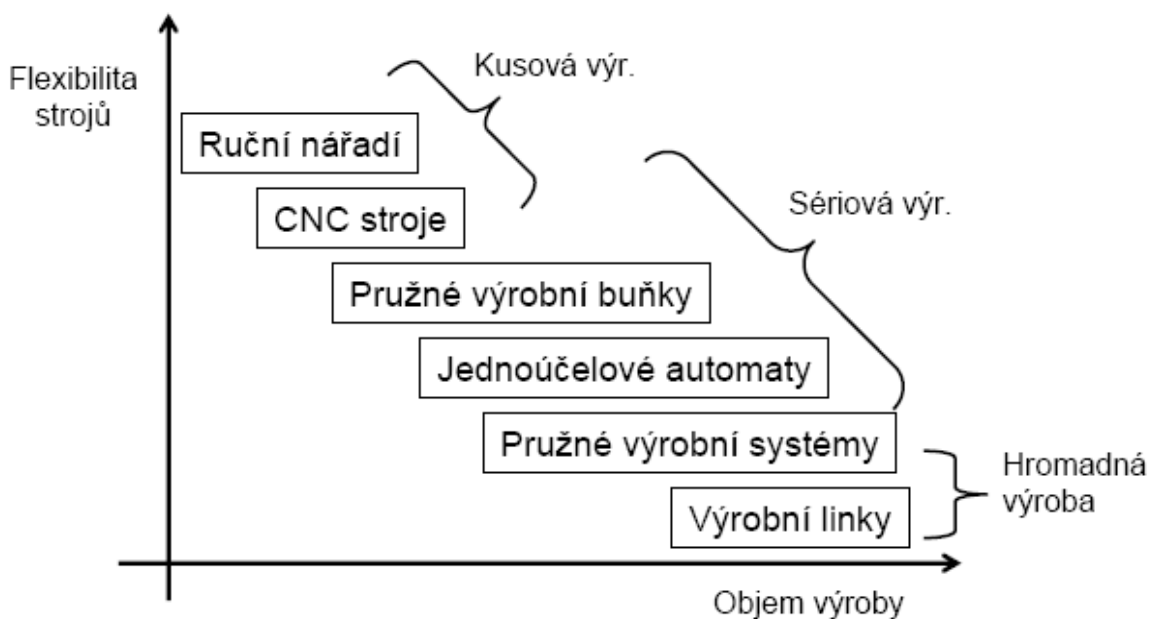 Flexibilita
strojů
Kusová výr.
Ruční nářadí
CNC stroje
Sériová výr.
Pružné výrobní buňky
Jednoúčelové automaty
Pružné výrobní systémy
Hromadná
výroba
Výrobní linky
Objem výroby